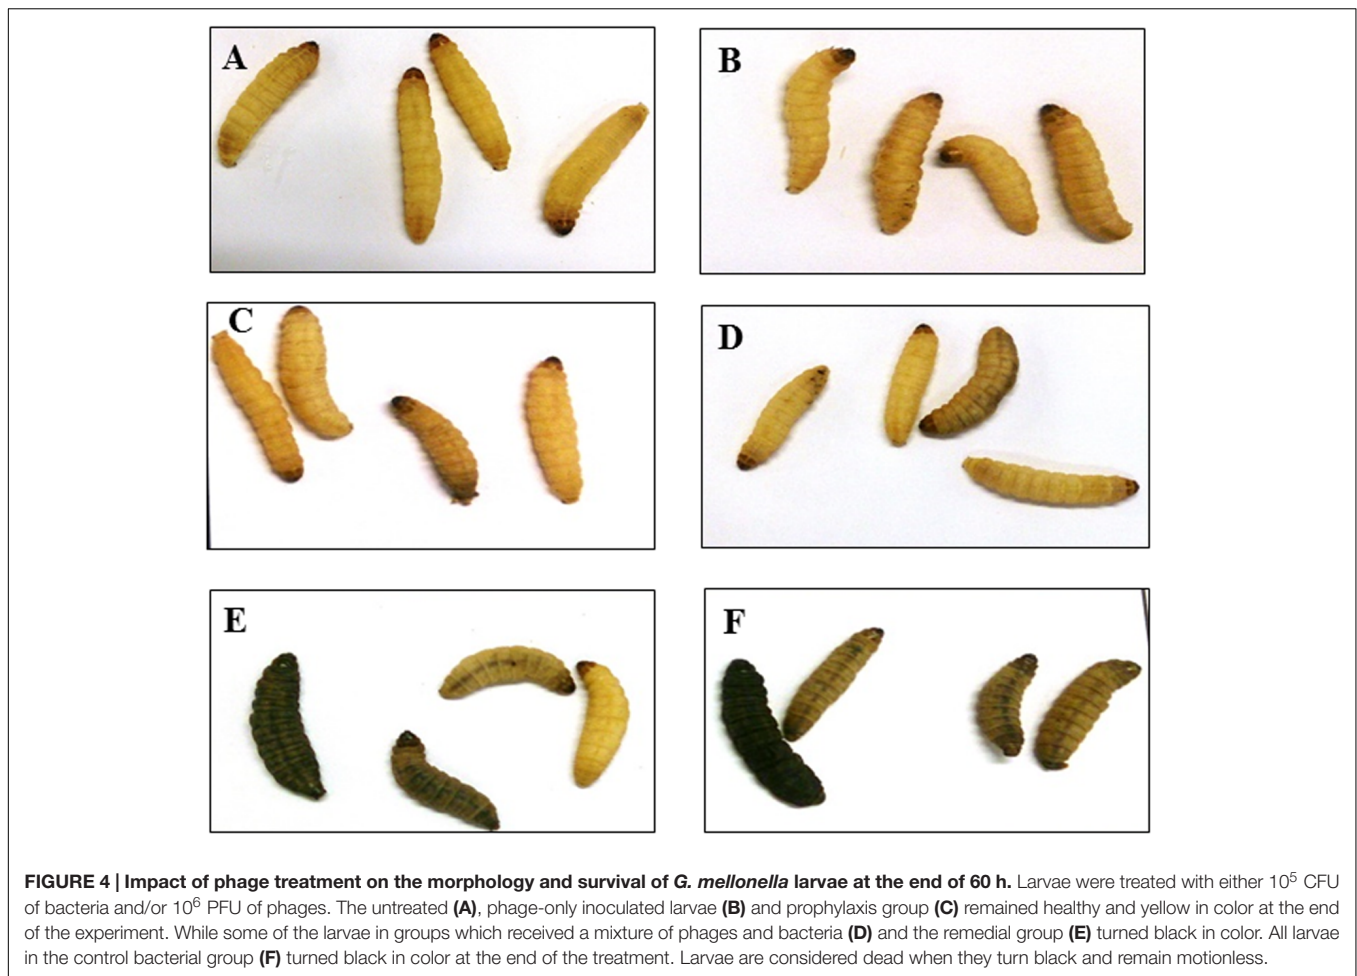 A
B
C
D
E
F
FIGURE 4 | Impact of phage treatment on the morphology and survival of G. mellonella larvae at the end of 60 h. Larvae were treated with either 10⁵ CFU
of bacteria and/or 10⁶ PFU of phages. The untreated (A), phage-only inoculated larvae (B) and prophylaxis group (C) remained healthy and yellow in color at the end
of the experiment. While some of the larvae in groups which received a mixture of phages and bacteria (D) and the remedial group (E) turned black in color. All larvae
in the control bacterial group (F) turned black in color at the end of the treatment. Larvae are considered dead when they turn black and remain motionless.